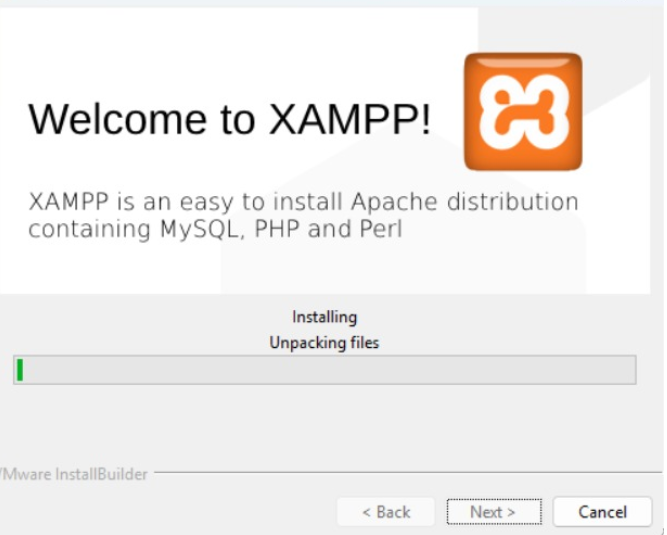 Welcome to XAMPP!
XAMPP is an easy to install Apache distribution
containing MySQL, PHP and Perl
Installing
Unpacking files
VMware InstallBuilder
< Back
Next >
Cancel